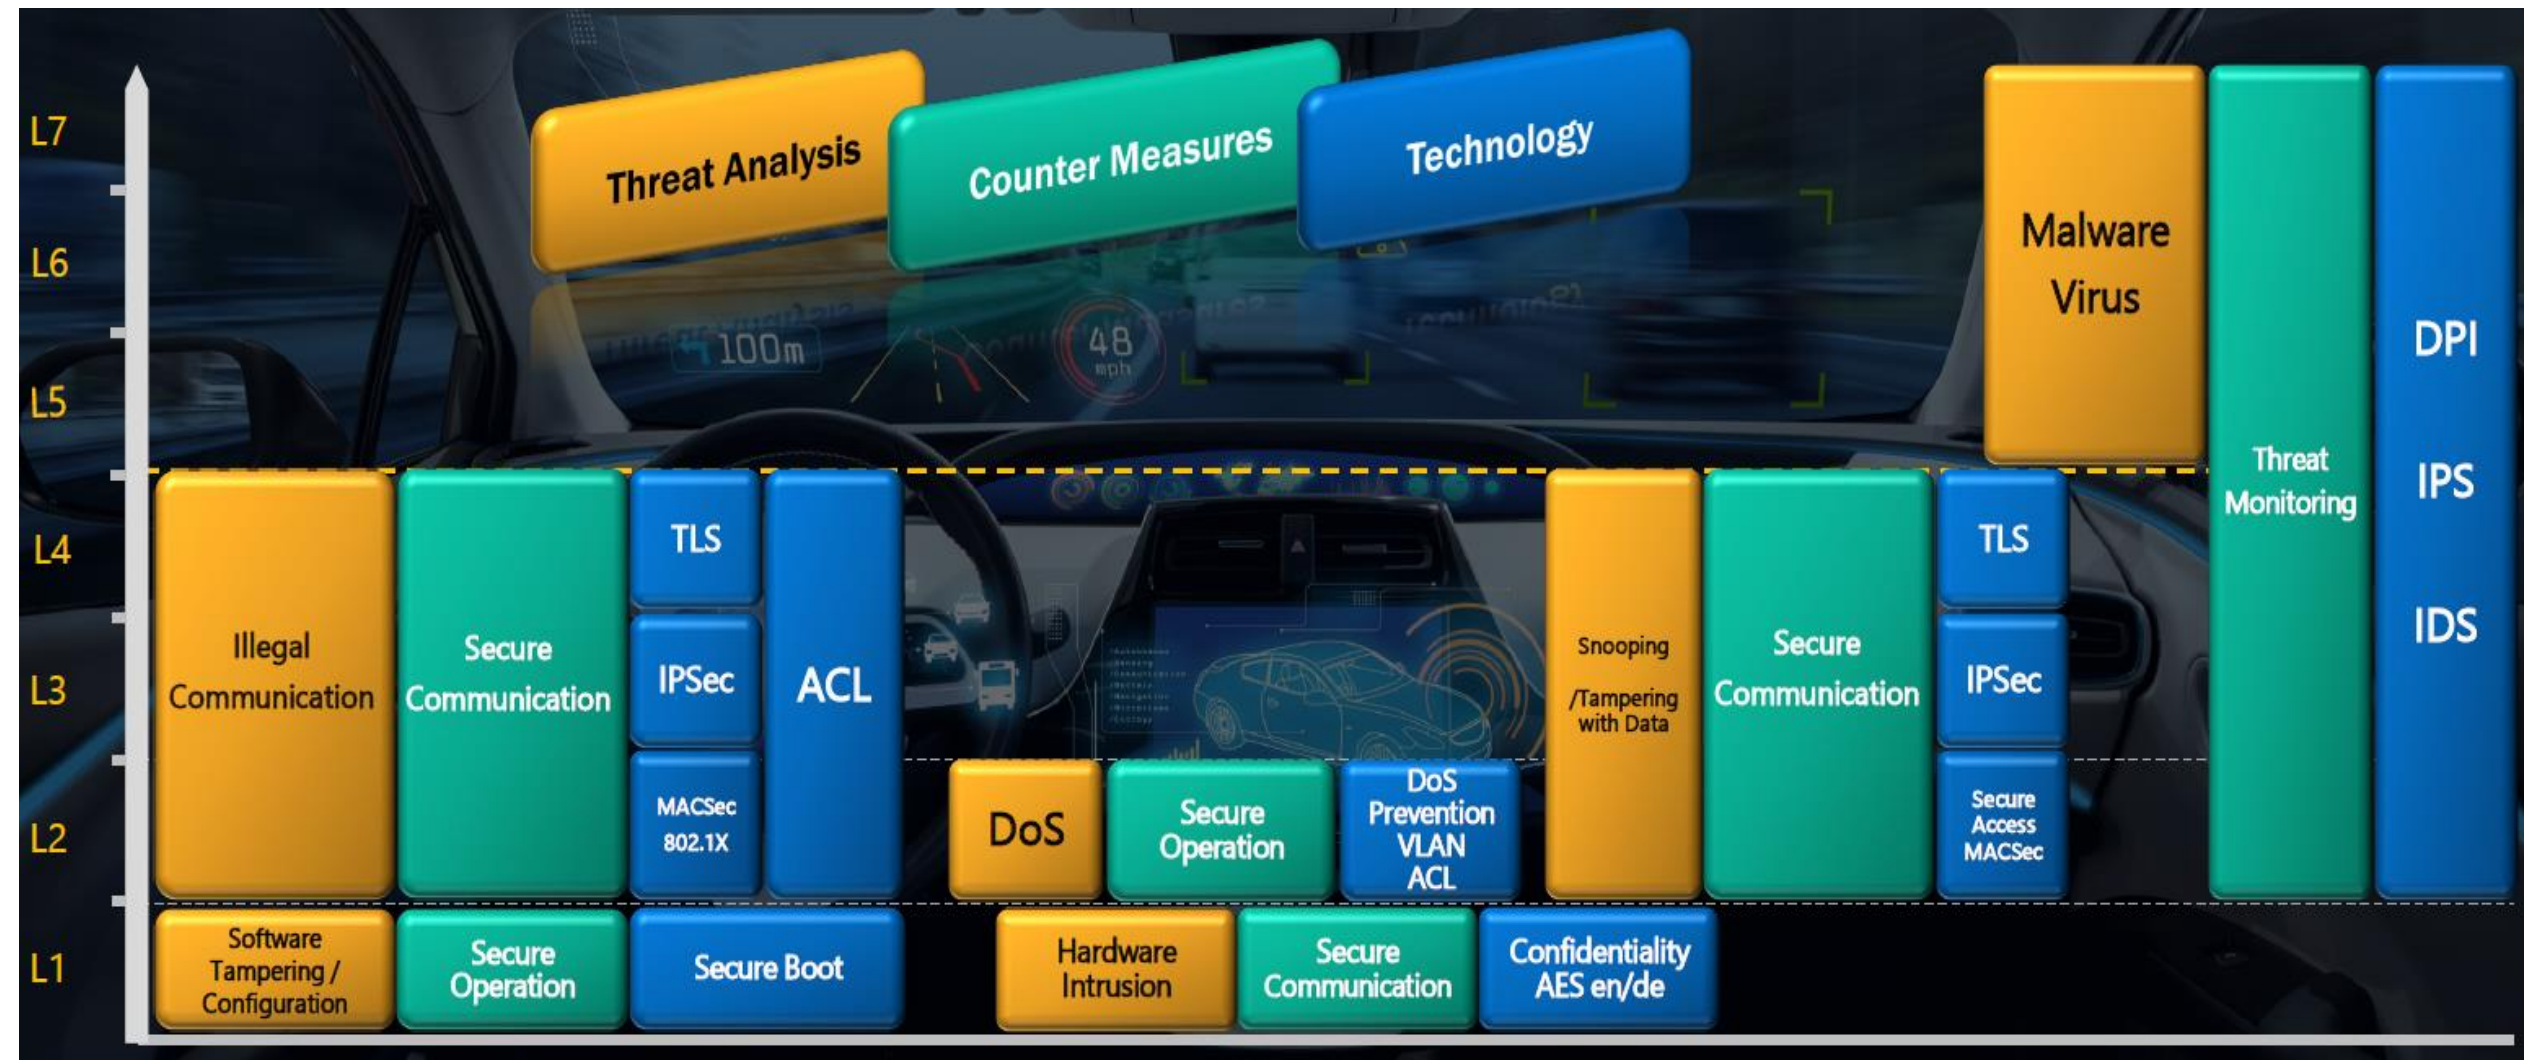 Threat Analysis
Counter Measures
Technology
L7
L6
L5
L4
L3
L2
L1
100m
48
mph
Illegal
Communication
Secure
Communication
TLS
IPSec
MACSec
802.1X
ACL
DoS
Secure
Operation
DoS
Prevention
VLAN
ACL
Snooping
/Tampering
with Data
Secure
Communication
TLS
IPSec
Secure
Access
MACSec
Malware
Virus
Threat
Monitoring
DPI
IPS
IDS
Software
Tampering /
Configuration
Secure
Operation
Secure Boot
Hardware
Intrusion
Secure
Communication
Confidentiality
AES en/de